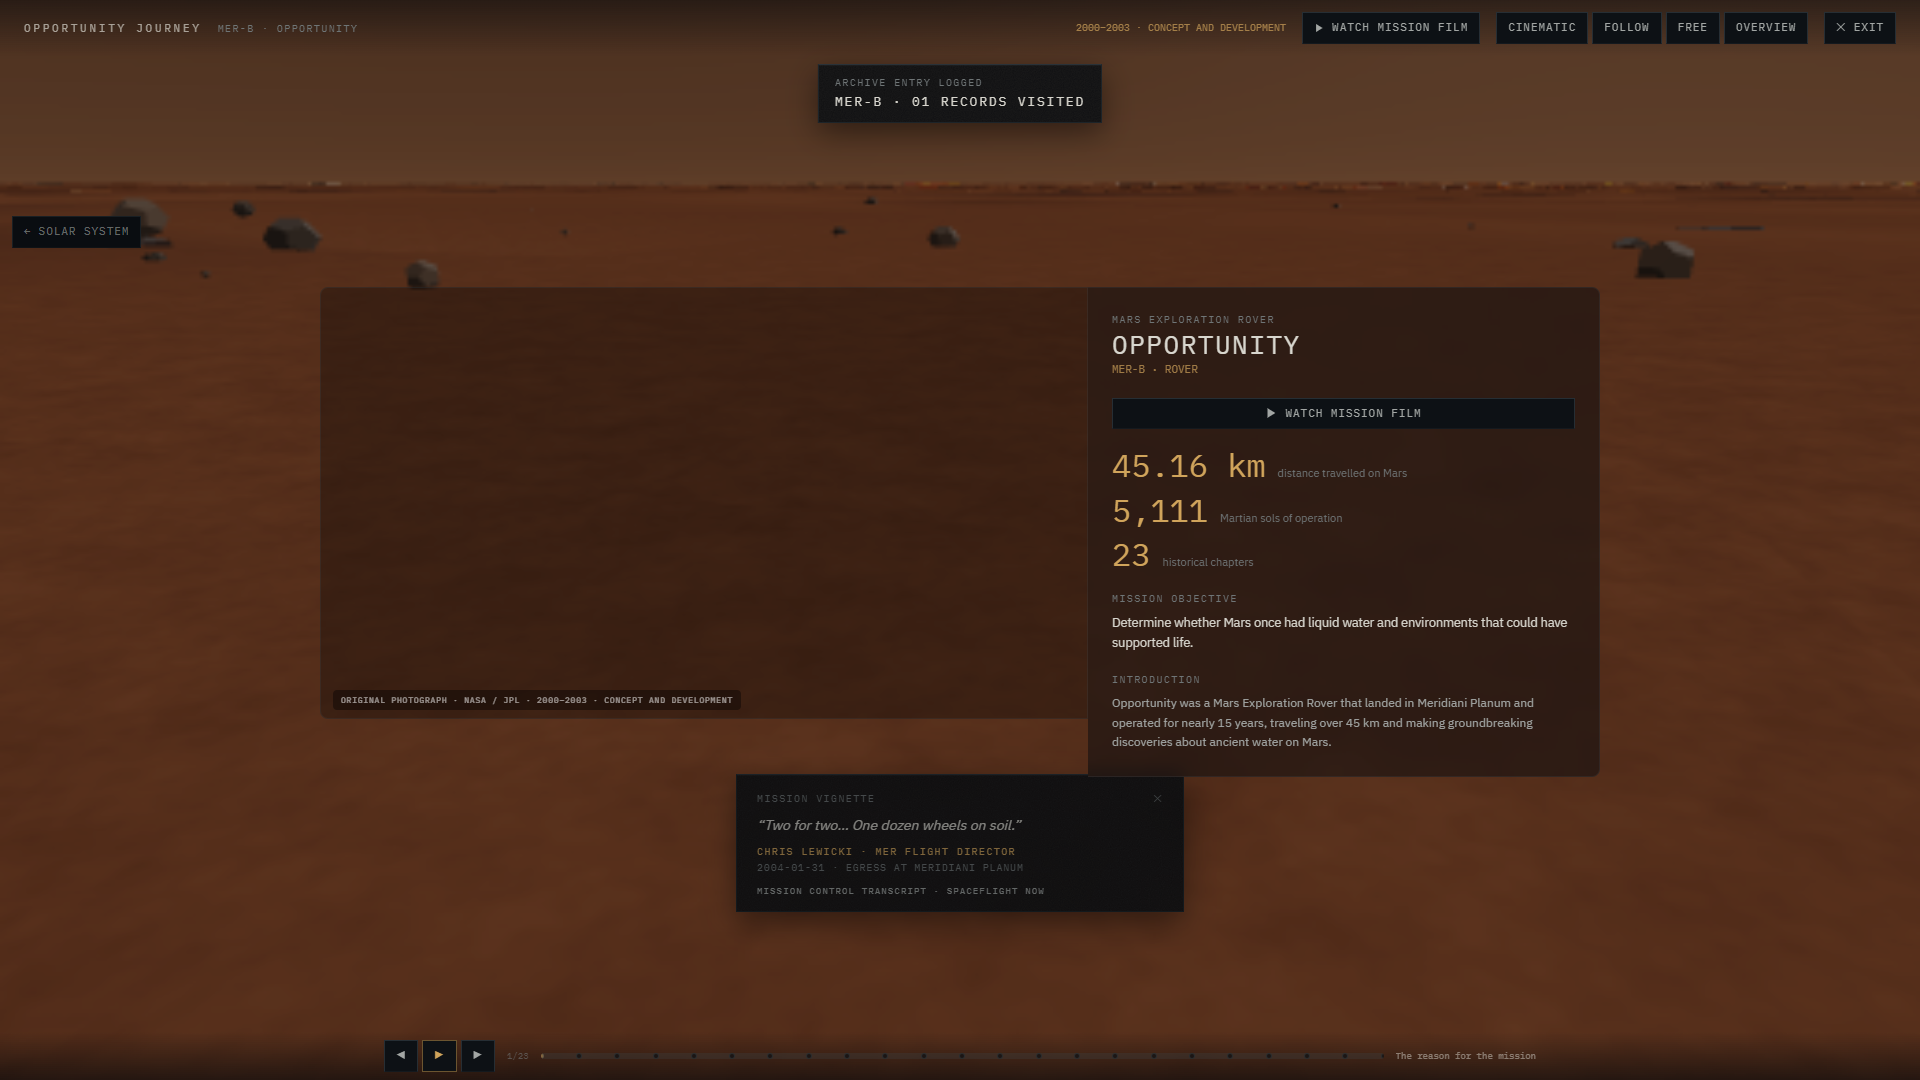 OPPORTUNITY JOURNEY MER-B · OPPORTUNITY
2000–2003 · CONCEPT AND DEVELOPMENT
▶ WATCH MISSION FILM
CINEMATIC
FOLLOW
FREE
OVERVIEW
✕ EXIT
ARCHIVE ENTRY LOGGED
MER-B · 01 RECORDS VISITED
← SOLAR SYSTEM
ORIGINAL PHOTOGRAPH · NASA / JPL · 2000–2003 · CONCEPT AND DEVELOPMENT
MARS EXPLORATION ROVER
OPPORTUNITY
MER-B · ROVER
▶ WATCH MISSION FILM
45.16 km distance travelled on Mars
5,111 Martian sols of operation
23 historical chapters
MISSION OBJECTIVE
Determine whether Mars once had liquid water and environments that could have
supported life.
INTRODUCTION
Opportunity was a Mars Exploration Rover that landed in Meridiani Planum and
operated for nearly 15 years, traveling over 45 km and making groundbreaking
discoveries about ancient water on Mars.
MISSION VIGNETTE ✕
“Two for two... One dozen wheels on soil.”
CHRIS LEWICKI · MER FLIGHT DIRECTOR
2004-01-31 · EGRESS AT MERIDIANI PLANUM
MISSION CONTROL TRANSCRIPT · SPACEFLIGHT NOW
1/23
The reason for the mission